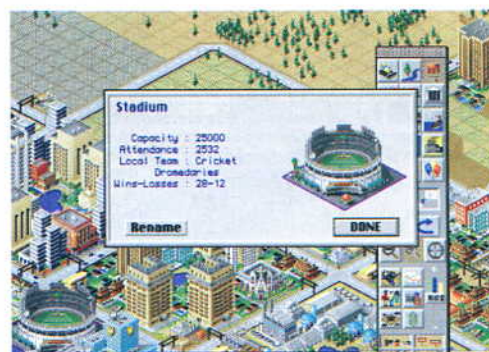 Stadium
Capacity : 25000
Attendance : 2532
Local Team : Cricket
Dromedaries
Wins-Losses : 28-12
Rename
DONE